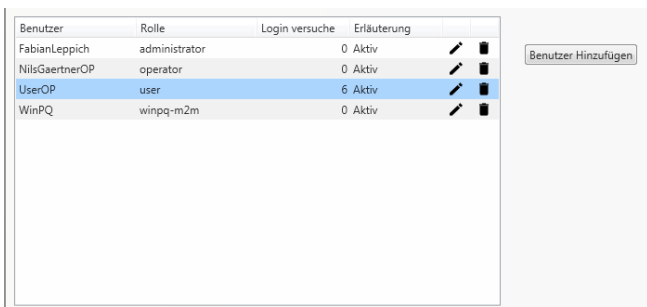 Benutzer Rolle Login versuche Erläuterung
FabianLeppich administrator 0 Aktiv
Benutzer Hinzufügen
NilsGaertnerOP operator 0 Aktiv
UserOP user 6 Aktiv
WinPQ winpq-m2m 0 Aktiv